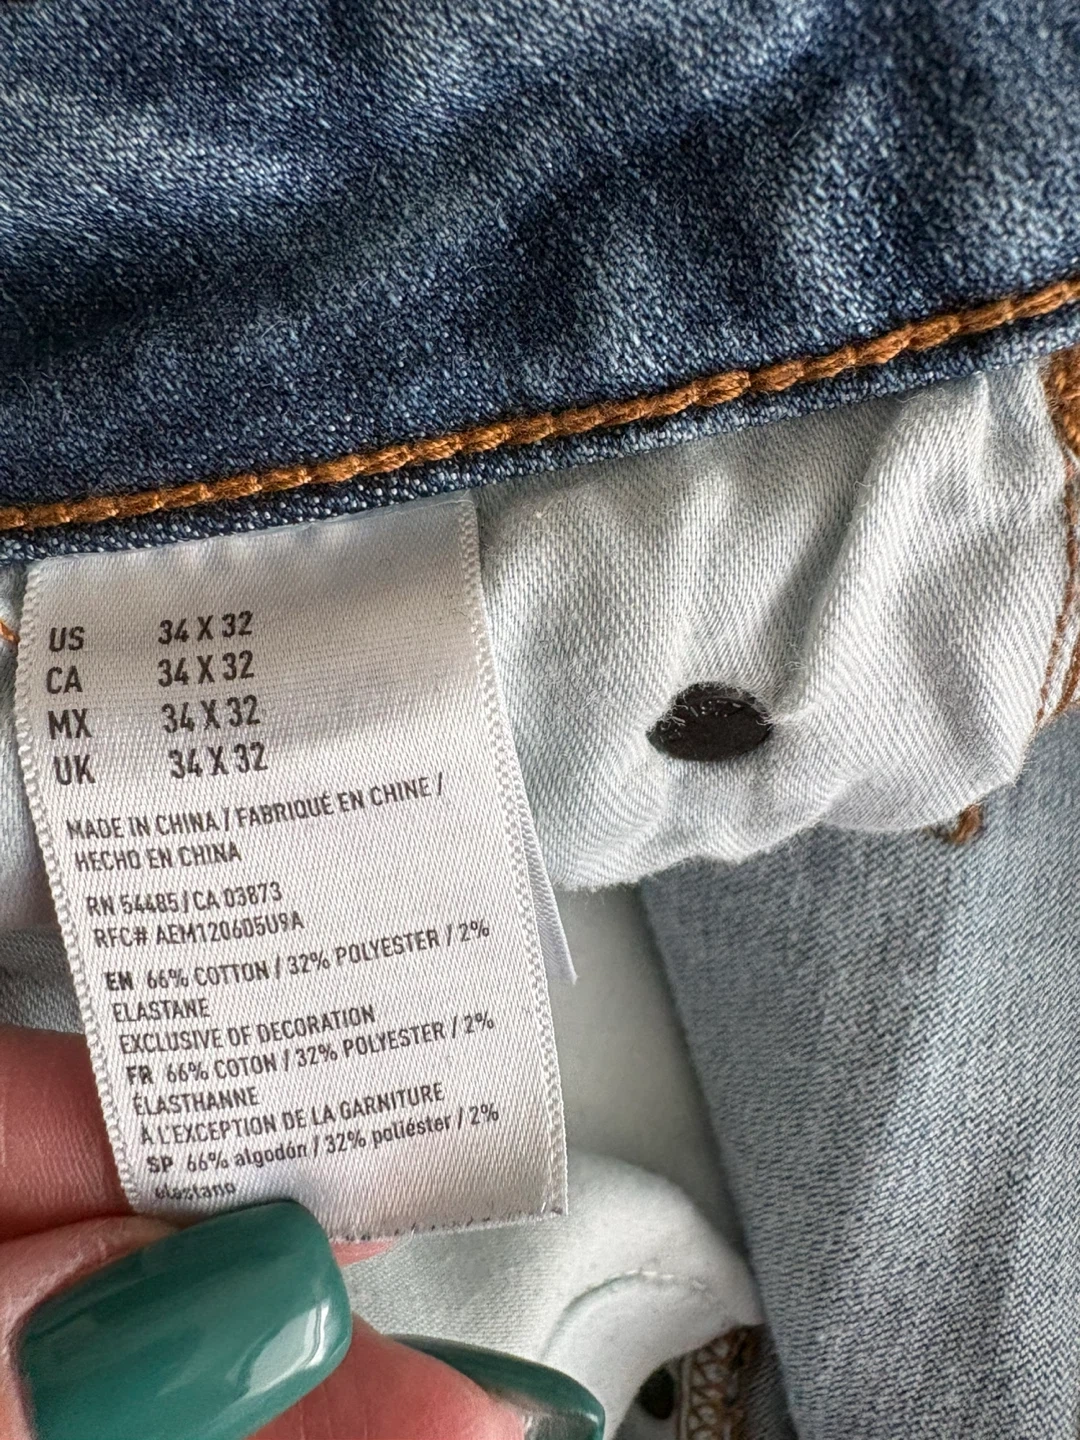 US 34 X 32
CA 34 X 32
MX 34 X 32
UK 34 X 32
MADE IN CHINA / FABRIQUÉ EN CHINE /
HECHO EN CHINA
RN 54485 / CA 03873
RFC# AEM120605U9A
EN 66% COTTON / 32% POLYESTER / 2%
ELASTANE
EXCLUSIVE OF DECORATION
FR 66% COTON / 32% POLYESTER / 2%
ÉLASTHANNE
À L'EXCEPTION DE LA GARNITURE
SP 66% algodón / 32% poliéster / 2%
elastano